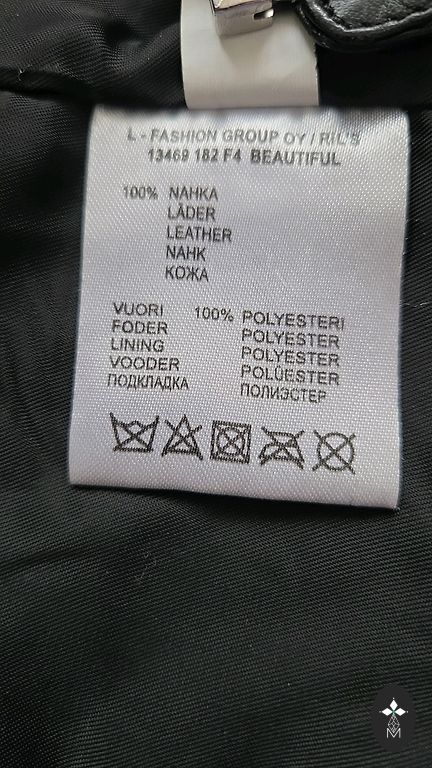 L - FASHION GROUP OY / RIL'S
13469 182 F4 BEAUTIFUL
100% NAHKA
LÄDER
LEATHER
NAHK
КОЖА
VUORI 100% POLYESTERI
FODER POLYESTER
LINING POLYESTER
VOODER POLÜESTER
ПОДКЛАДКА ПОЛИЭСТЕР
M